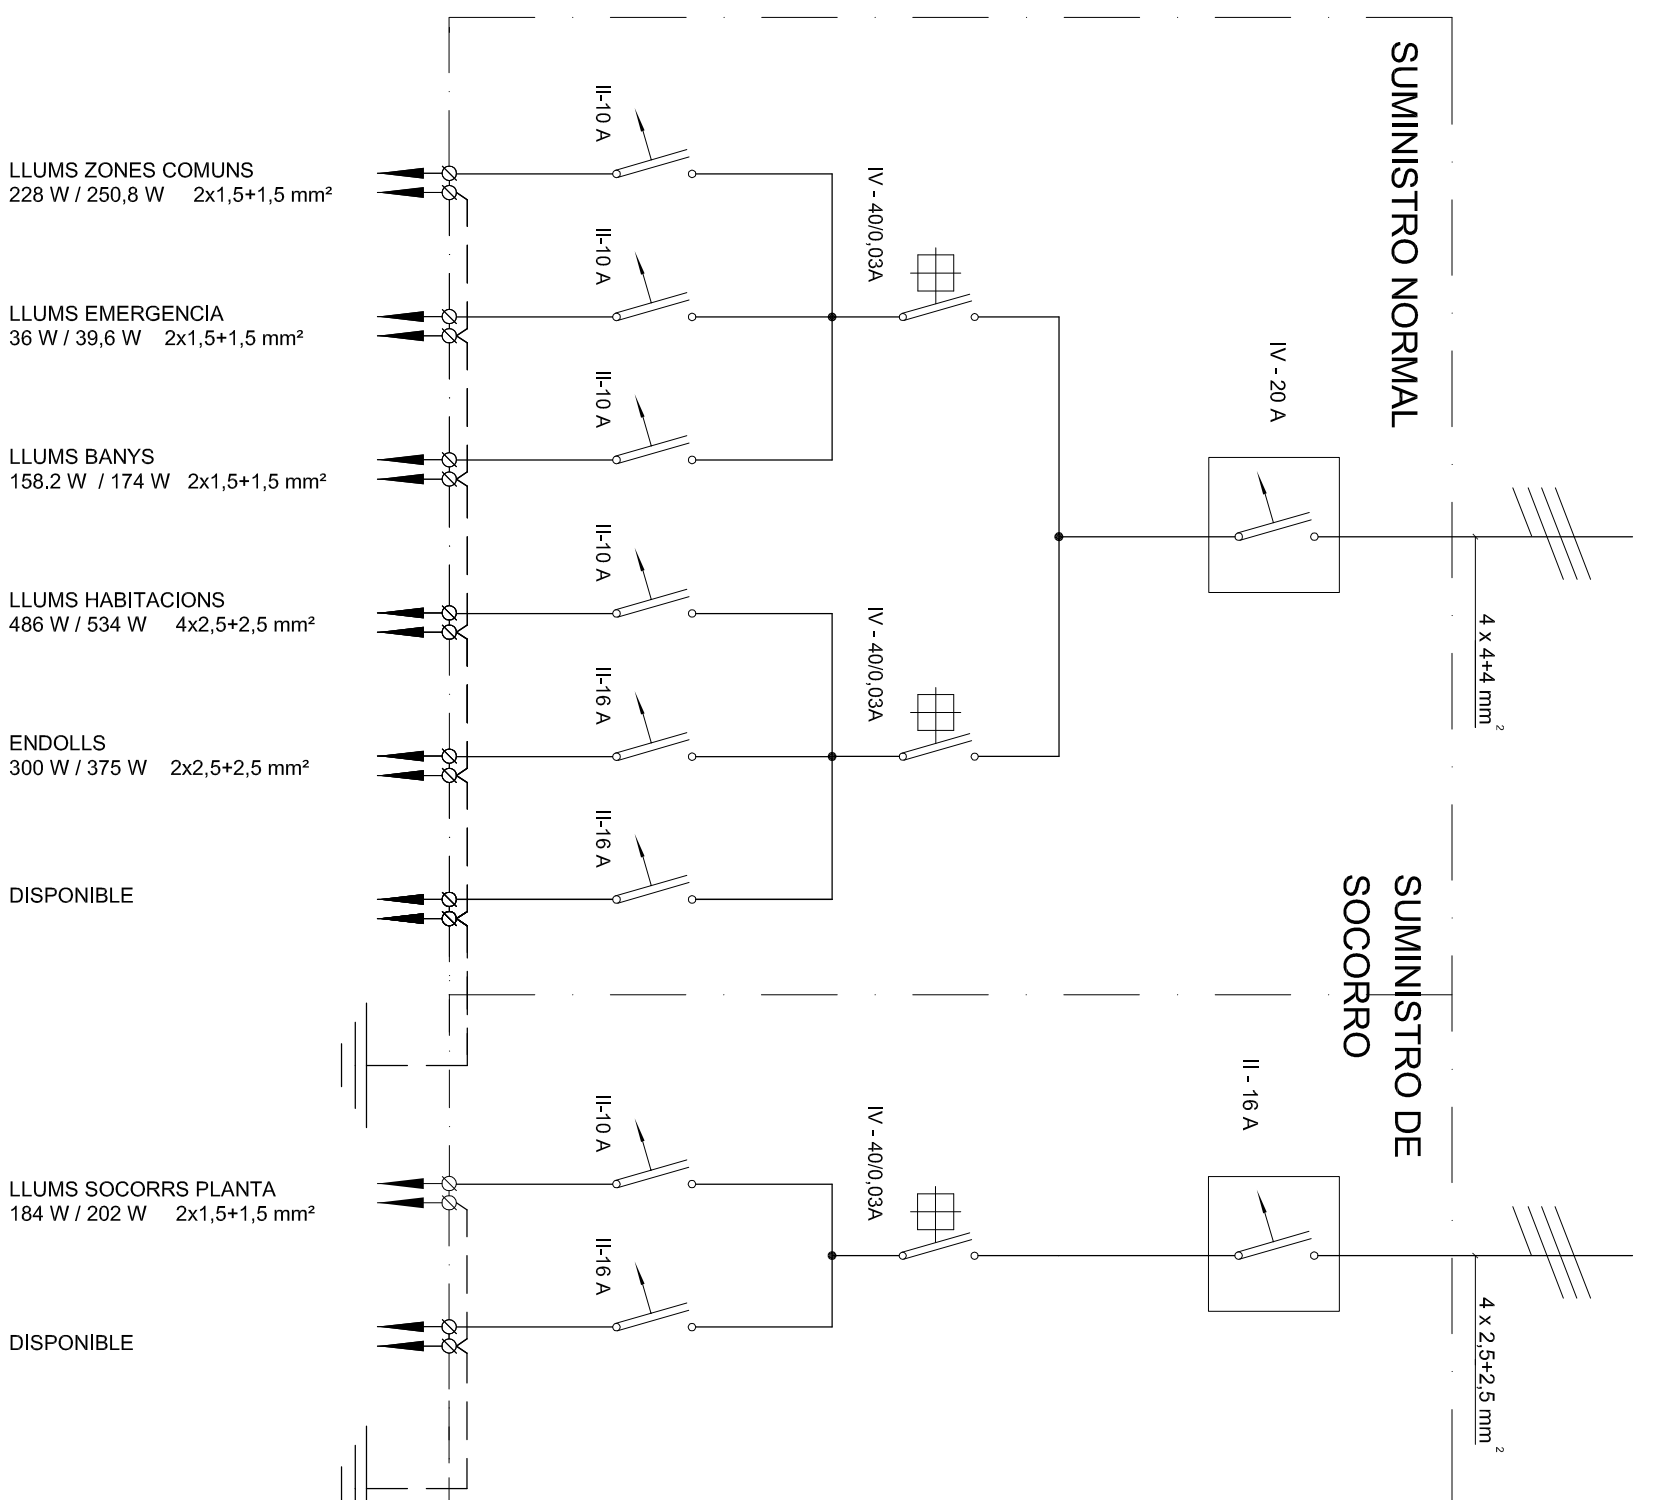 SUMINISTRO NORMAL
IV - 20 A
4 x 4+4 mm²
IV - 40/0,03A
II-10 A
LLUMS ZONES COMUNS
228 W / 250,8 W 2x1,5+1,5 mm²
II-10 A
LLUMS EMERGENCIA
36 W / 39,6 W 2x1,5+1,5 mm²
II-10 A
LLUMS BANYS
158.2 W / 174 W 2x1,5+1,5 mm²
IV - 40/0,03A
II-10 A
LLUMS HABITACIONS
486 W / 534 W 4x2,5+2,5 mm²
II-16 A
ENDOLLS
300 W / 375 W 2x2,5+2,5 mm²
II-16 A
DISPONIBLE
SUMINISTRO DE
SOCORRO
II - 16 A
4 x 2,5+2,5 mm²
IV - 40/0,03A
II-10 A
LLUMS SOCORRS PLANTA
184 W / 202 W 2x1,5+1,5 mm²
II-16 A
DISPONIBLE